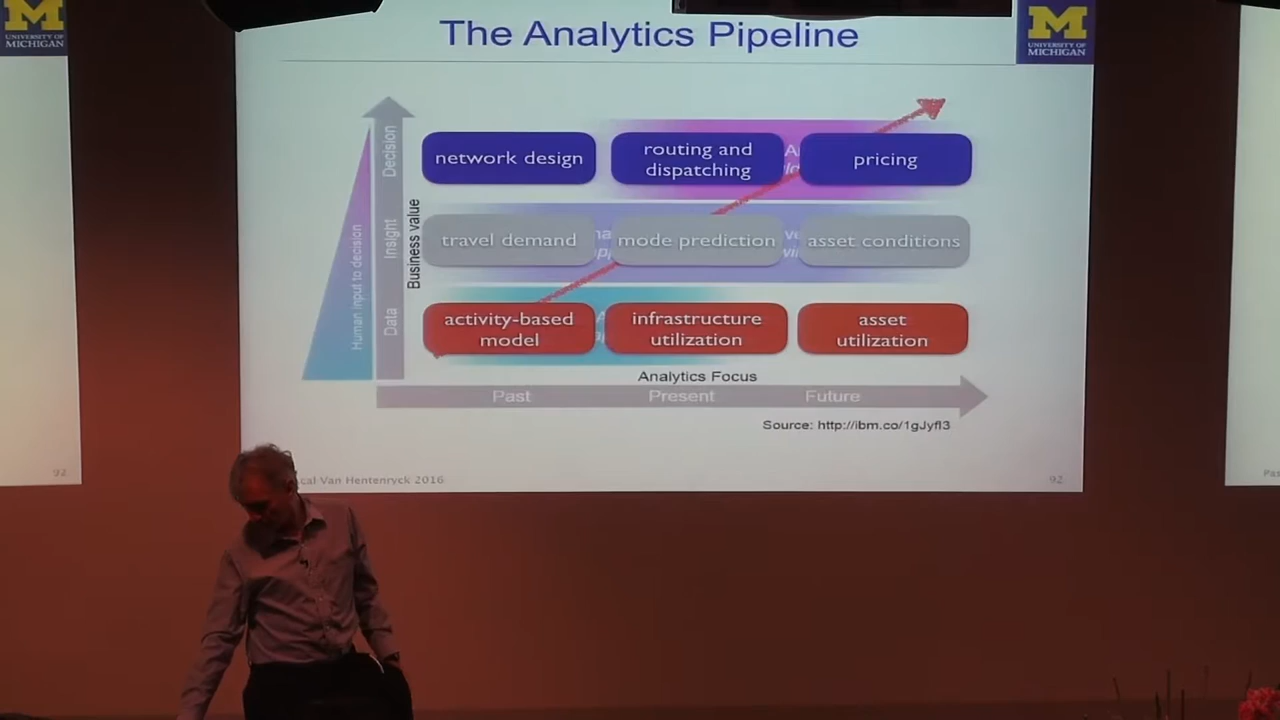 UNIVERSITY OF
MICHIGAN
The Analytics Pipeline
M
UNIVERSITY OF
MICHIGAN
Decision
Insight
Data
Human input to decision
Business value
network design
routing and
dispatching
pricing
travel demand
mode prediction
asset conditions
activity-based
model
infrastructure
utilization
asset
utilization
Analytics Focus
Past
Present
Future
Source: http://ibm.co/1gJyfl3
92
cal Van Hentenryck 2016
92
Pas